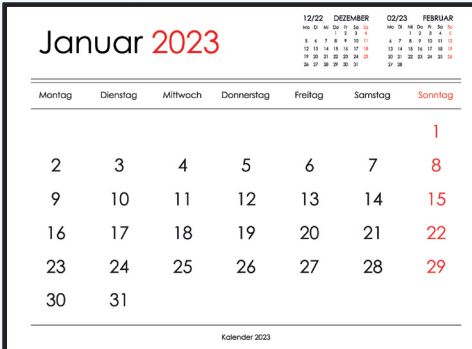 Januar 2023
12/22 DEZEMBER
Mo Di Mi Do Fr Sa So
1 2 3 4
5 6 7 8 9 10 11
12 13 14 15 16 17 18
19 20 21 22 23 24 25
26 27 28 29 30 31
02/23 FEBRUAR
Mo Di Mi Do Fr Sa So
1 2 3 4 5
6 7 8 9 10 11 12
13 14 15 16 17 18 19
20 21 22 23 24 25 26
27 28
Montag Dienstag Mittwoch Donnerstag Freitag Samstag Sonntag
1
2 3 4 5 6 7 8
9 10 11 12 13 14 15
16 17 18 19 20 21 22
23 24 25 26 27 28 29
30 31
Kalender 2023